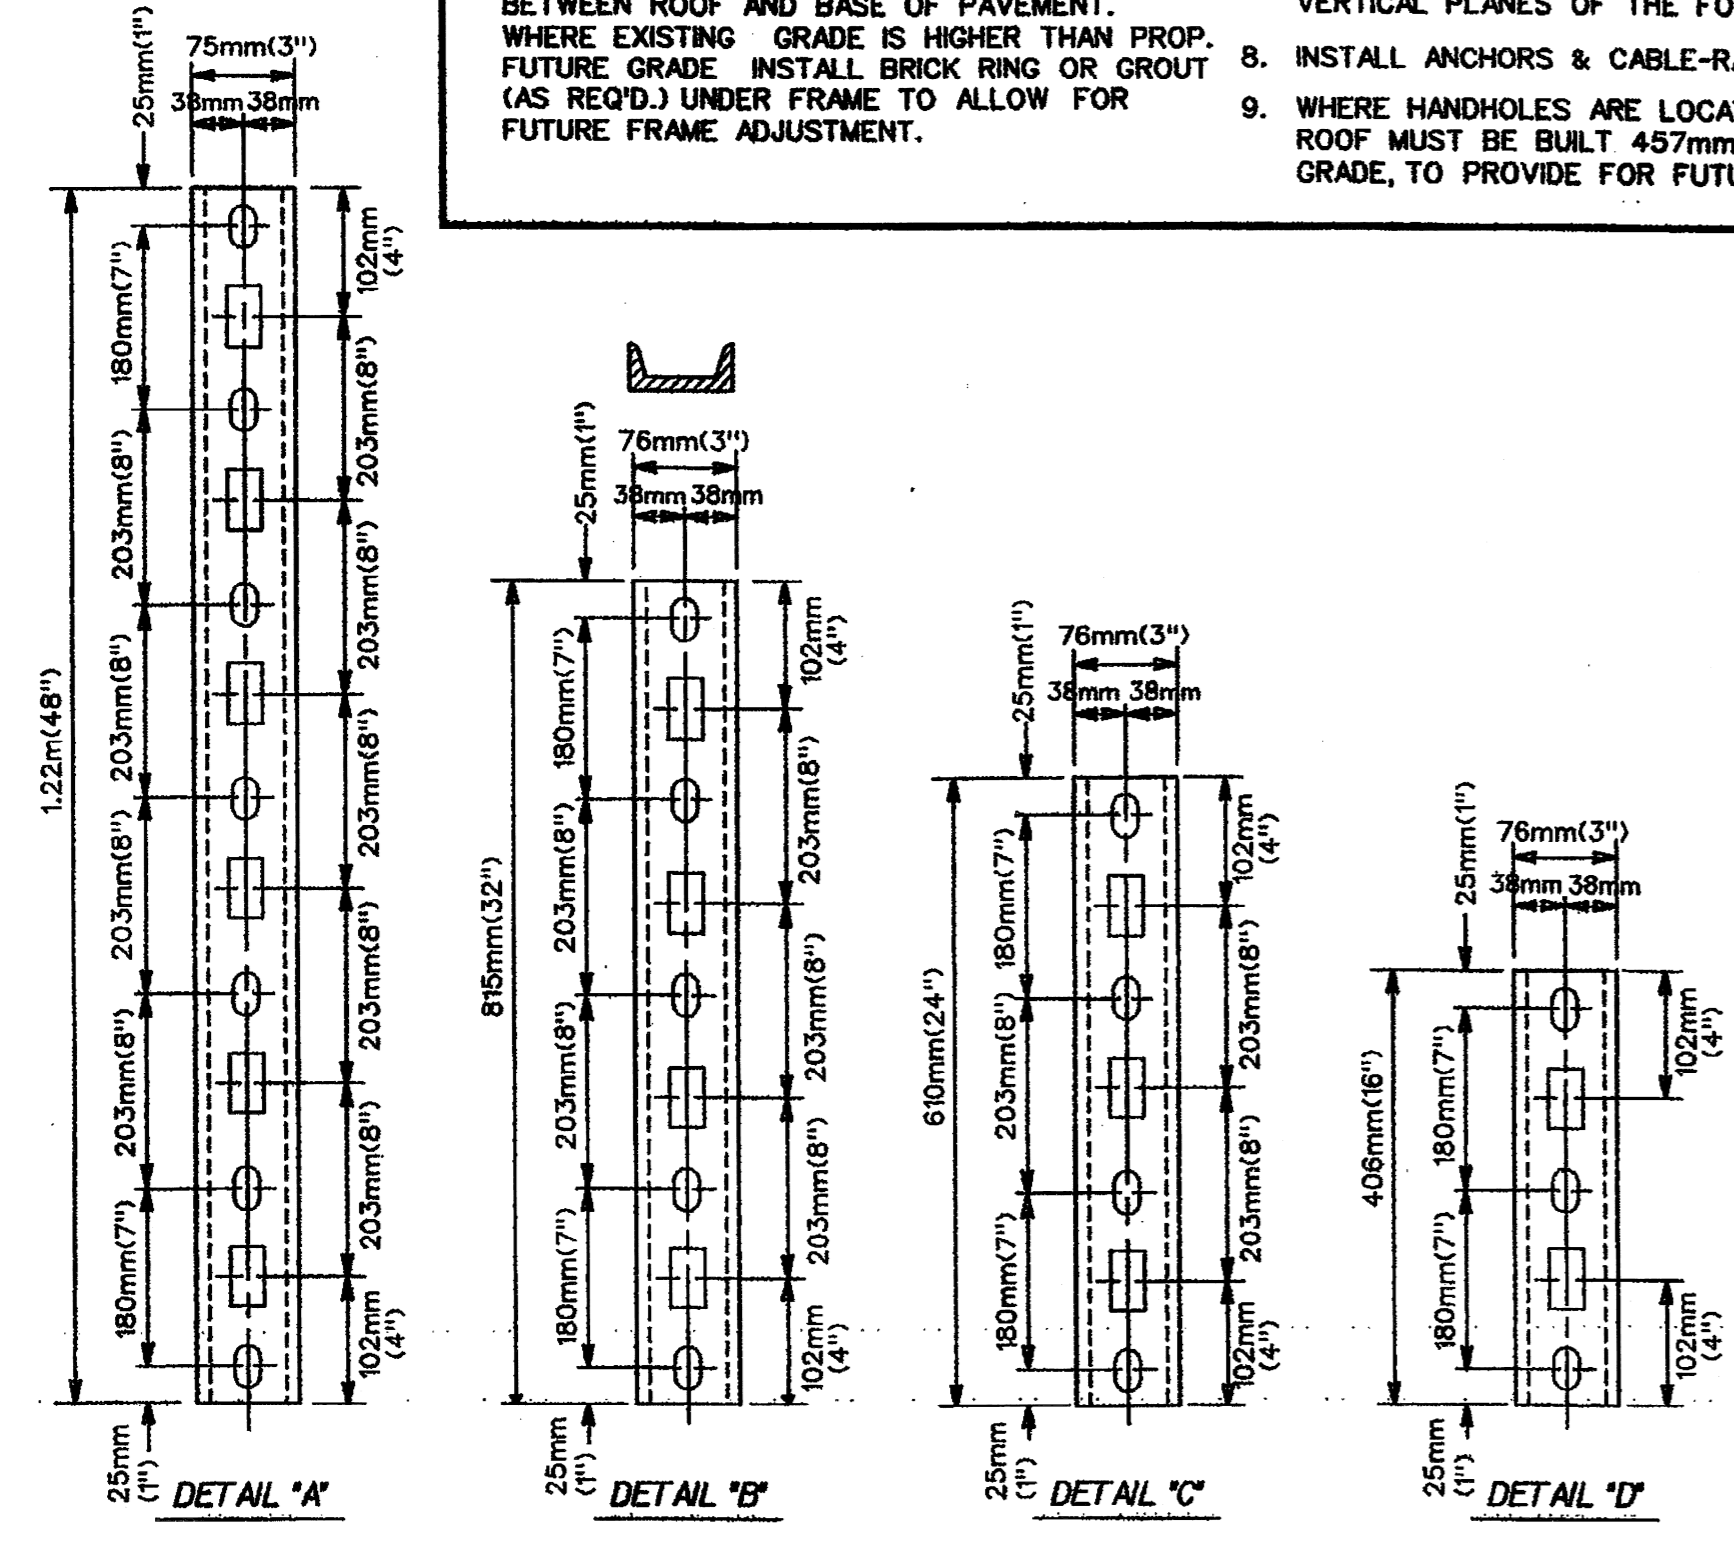 BETWEEN ROOF AND BASE OF PAVEMENT.
WHERE EXISTING GRADE IS HIGHER THAN PROP.
FUTURE GRADE INSTALL BRICK RING OR GROUT
(AS REQ'D.) UNDER FRAME TO ALLOW FOR
FUTURE FRAME ADJUSTMENT.
VERTICAL PLANES OF THE
8. INSTALL ANCHORS &
9. WHERE HANDHOLES ARE
ROOF MUST BE BUILT 457mm
GRADE, TO PROVIDE FOR
25mm(1")
75mm(3")
38mm 38mm
1.22m(48")
180mm(7")
203mm(8")
203mm(8")
203mm(8")
203mm(8")
180mm(7")
25mm
(1")
102mm
(4")
203mm(8")
203mm(8")
203mm(8")
203mm(8")
203mm(8")
102mm
(4")
DETAIL "A"
25mm(1")
76mm(3")
38mm 38mm
815mm(32")
180mm(7")
203mm(8")
203mm(8")
180mm(7")
25mm
(1")
102mm
(4")
203mm(8")
203mm(8")
203mm(8")
102mm
(4")
DETAIL "B"
25mm(1")
76mm(3")
38mm 38mm
610mm(24")
180mm(7")
203mm(8")
180mm(7")
25mm
(1")
102mm
(4")
203mm(8")
203mm(8")
102mm
(4")
DETAIL "C"
25mm(1")
76mm(3")
38mm 38mm
406mm(16")
180mm(7")
180mm(7")
25mm
(1")
102mm
(4")
102mm
(4")
DETAIL "D"